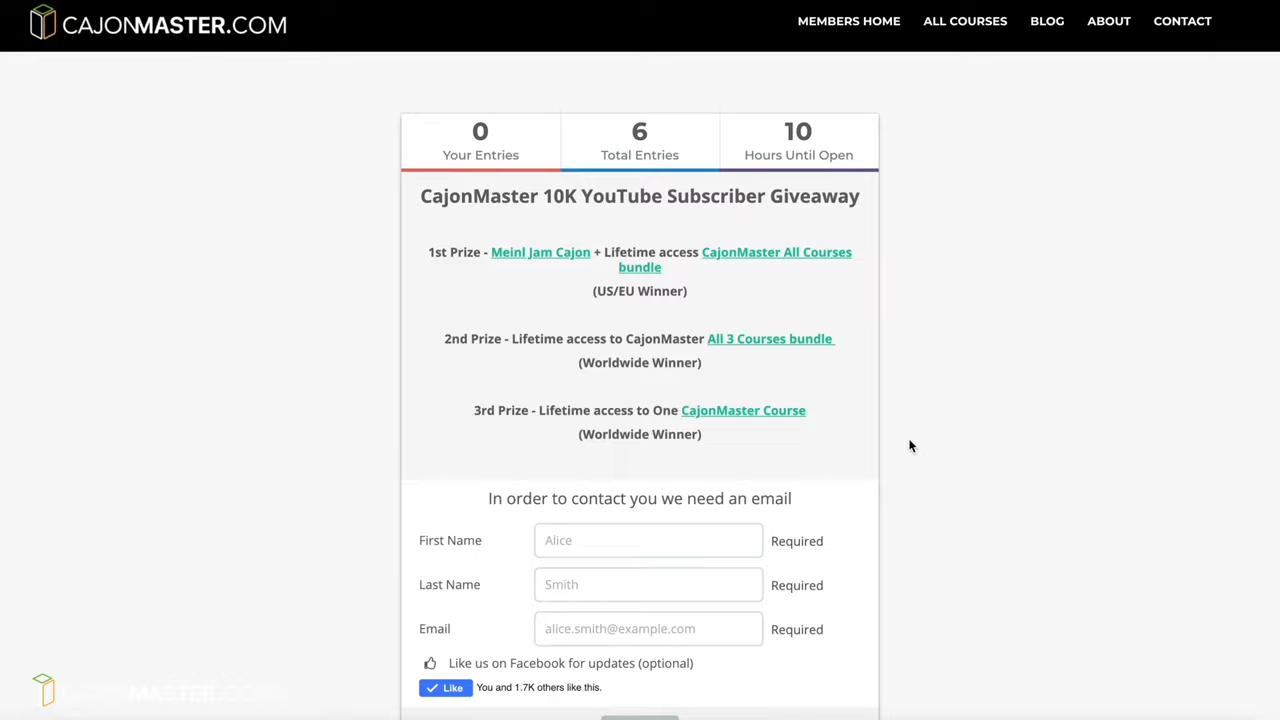 CAJONMASTER.COM
MEMBERS HOME ALL COURSES BLOG ABOUT CONTACT
0 6 10
Your Entries Total Entries Hours Until Open
CajonMaster 10K YouTube Subscriber Giveaway
1st Prize - Meinl Jam Cajon + Lifetime access CajonMaster All Courses
bundle
(US/EU Winner)
2nd Prize - Lifetime access to CajonMaster All 3 Courses bundle
(Worldwide Winner)
3rd Prize - Lifetime access to One CajonMaster Course
(Worldwide Winner)
In order to contact you we need an email
First Name Alice Required
Last Name Smith Required
Email alice.smith@example.com Required
Like us on Facebook for updates (optional)
Like You and 1.7K others like this.
CAJONMASTER.COM